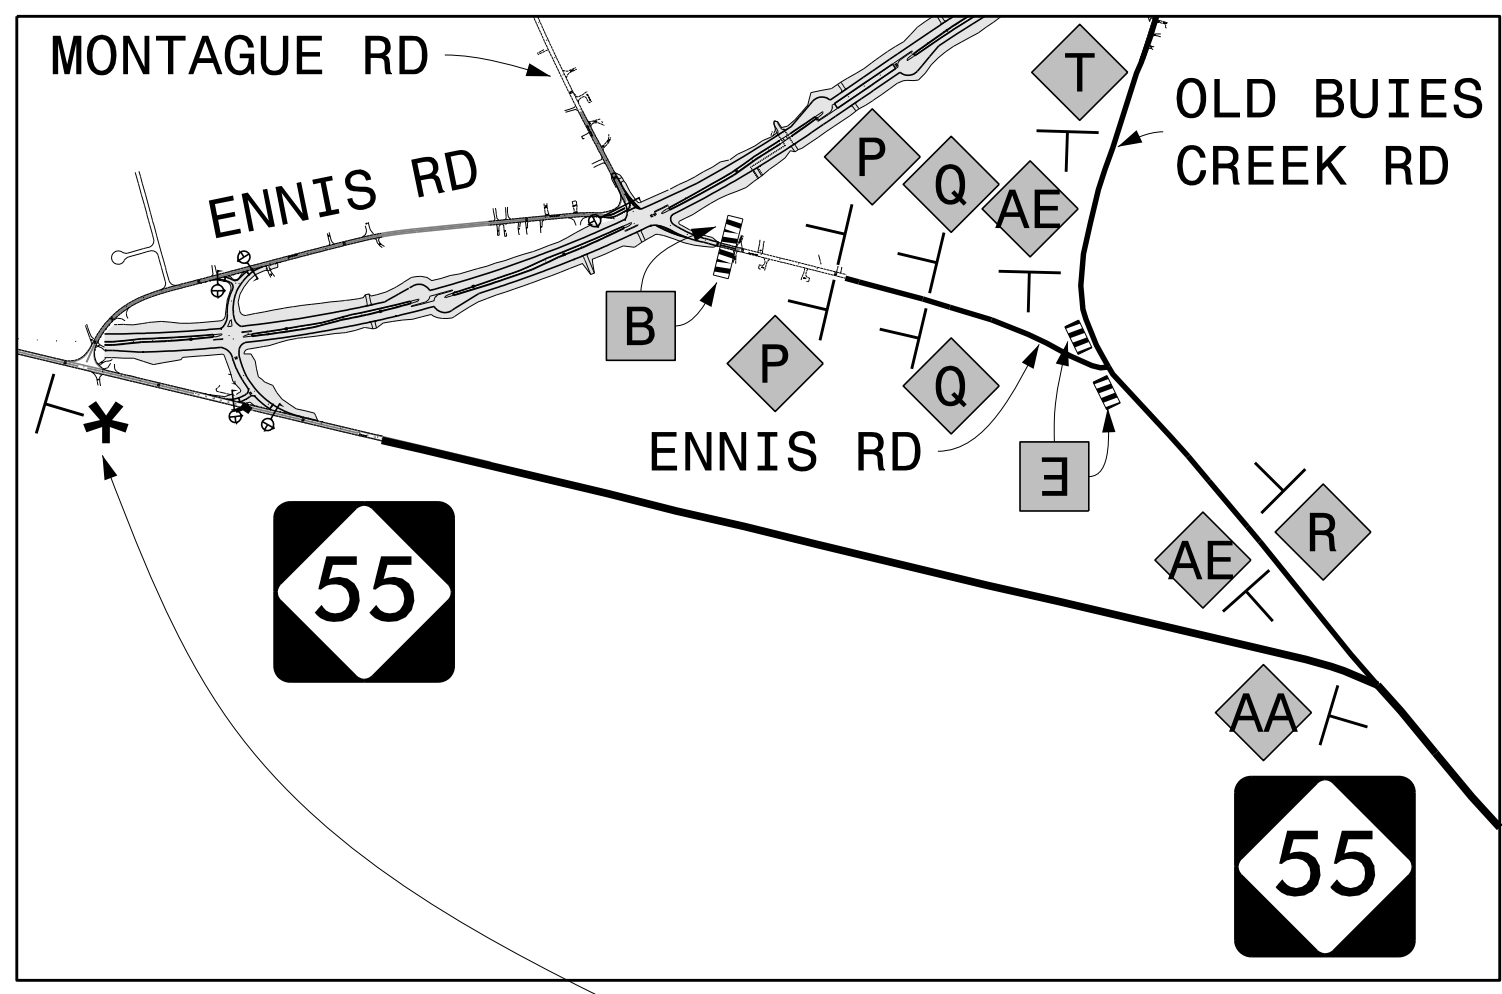 MONTAGUE RD
T
OLD BUIES
CREEK RD
P
Q
AE
ENNIS RD
B
P
Q
ENNIS RD
E
R
AE
55
AA
55